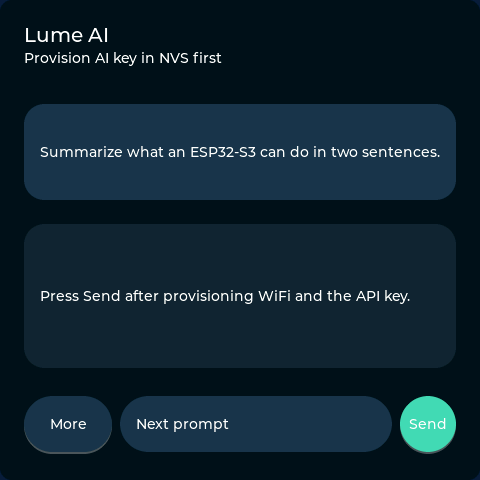 Lume AI
Provision AI key in NVS first
Summarize what an ESP32-S3 can do in two sentences.
Press Send after provisioning WiFi and the API key.
More
Next prompt
Send